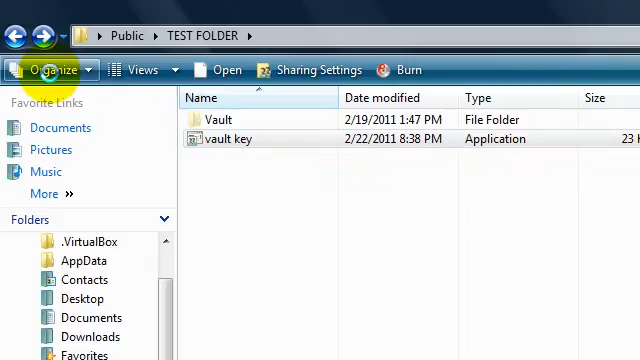 Public TEST FOLDER
Organize Views Open Sharing Settings Burn
Favorite Links
Documents
Pictures
Music
More
Folders
.VirtualBox
AppData
Contacts
Desktop
Documents
Downloads
Favorites
Name Date modified Type Size
Vault 2/19/2011 1:47 PM File Folder
vault key 2/22/2011 8:38 PM Application 23